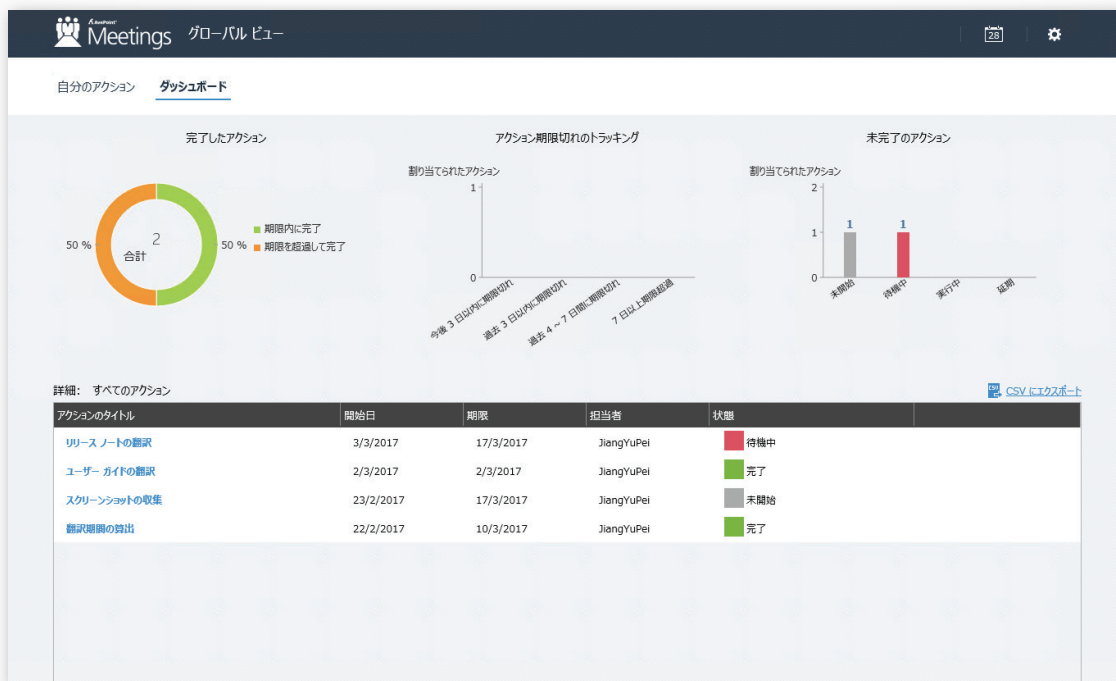 AvePoint
Meetings グローバル ビュー
28
自分のアクション ダッシュボード
完了したアクション
50 %
2
合計
50 %
期限内に完了
期限を超過して完了
アクション期限切れのトラッキング
割り当てられたアクション
1
0
今後 3 日以内に期限切れ
過去 3 日以内に期限切れ
過去 4 ~ 7 日間に期限切れ
7 日以上期限超過
未完了のアクション
割り当てられたアクション
2
1
0
1
1
未開始
待機中
実行中
延期
詳細: すべてのアクション
CSV CSV にエクスポート
アクションのタイトル 開始日 期限 担当者 状態
リリース ノートの翻訳 3/3/2017 17/3/2017 JiangYuPei 待機中
ユーザー ガイドの翻訳 2/3/2017 2/3/2017 JiangYuPei 完了
スクリーンショットの収集 23/2/2017 17/3/2017 JiangYuPei 未開始
翻訳期間の算出 22/2/2017 10/3/2017 JiangYuPei 完了